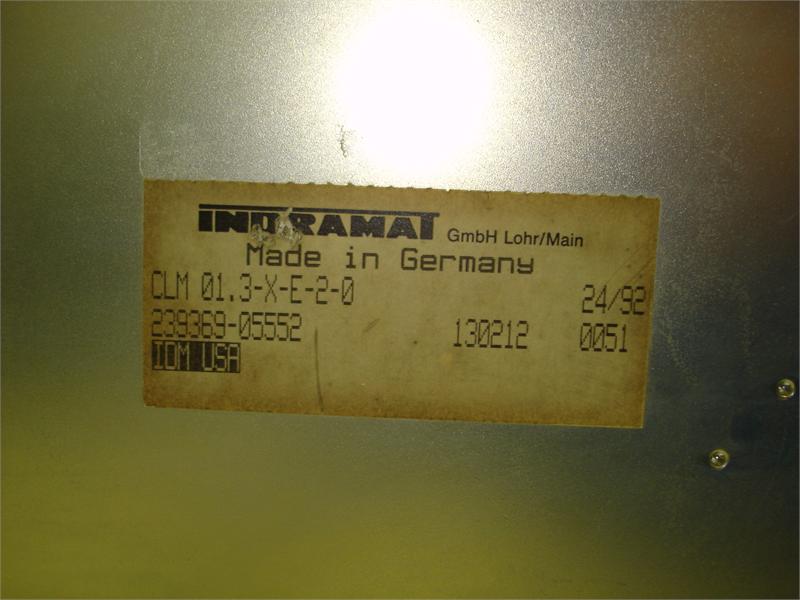 INDRAMAT GmbH Lohr/Main
Made in Germany
CLM 01.3-X-E-2-0 24/92
239369-05552 130212 0051
IDM USA